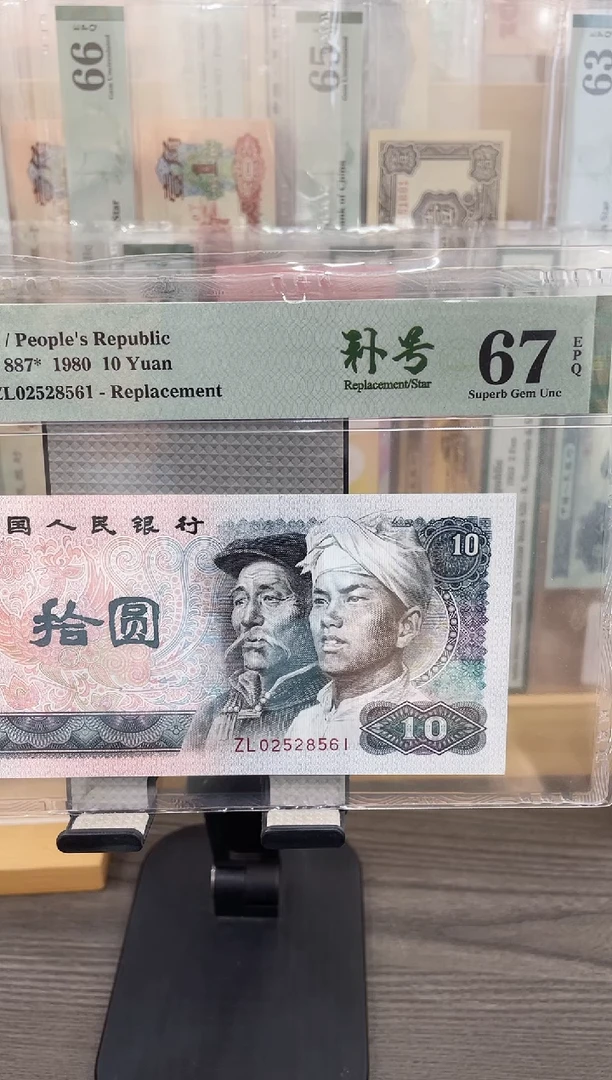 66
65
63
/ People's Republic
887* 1980 10 Yuan
ZL02528561 - Replacement
补号
Replacement/Star
67
EPQ
Superb Gem Unc
国人民银行
10
拾圆
10
ZL02528561